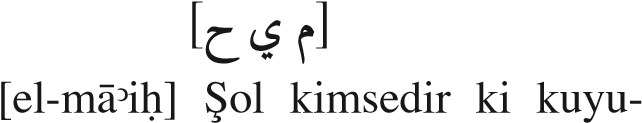 [م ي ح]
[el-māʾiḥ] Şol kimsedir ki kuyu-